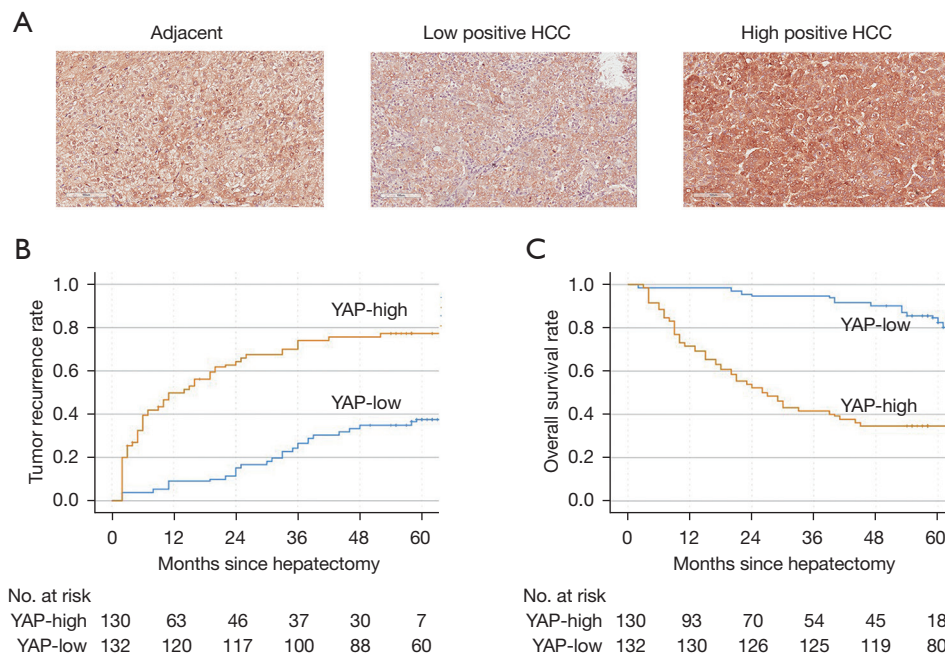 A
Adjacent
Low positive HCC
High positive HCC
B
Tumor recurrence rate
1.0
0.8
0.6
0.4
0.2
0.0
YAP-high
YAP-low
0 12 24 36 48 60
Months since hepatectomy
No. at risk
YAP-high 130 63 46 37 30 7
YAP-low 132 120 117 100 88 60
C
Overall survival rate
1.0
0.8
0.6
0.4
0.2
0.0
YAP-low
YAP-high
0 12 24 36 48 60
Months since hepatectomy
No. at risk
YAP-high 130 93 70 54 45 18
YAP-low 132 130 126 125 119 80